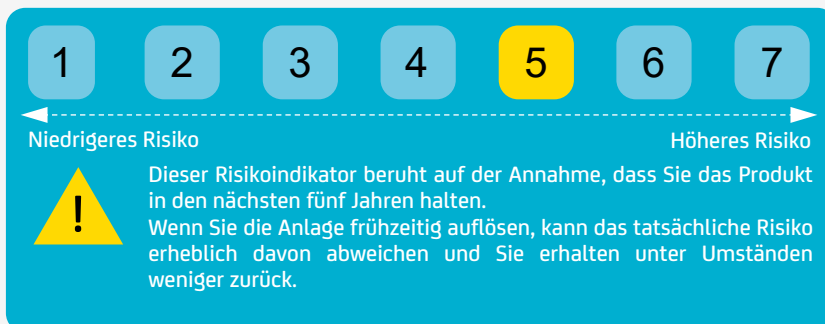 1 2 3 4 5 6 7
Niedrigeres Risiko Höheres Risiko
Dieser Risikoindikator beruht auf der Annahme, dass Sie das Produkt
in den nächsten fünf Jahren halten.
Wenn Sie die Anlage frühzeitig auflösen, kann das tatsächliche Risiko
erheblich davon abweichen und Sie erhalten unter Umständen
weniger zurück.
!